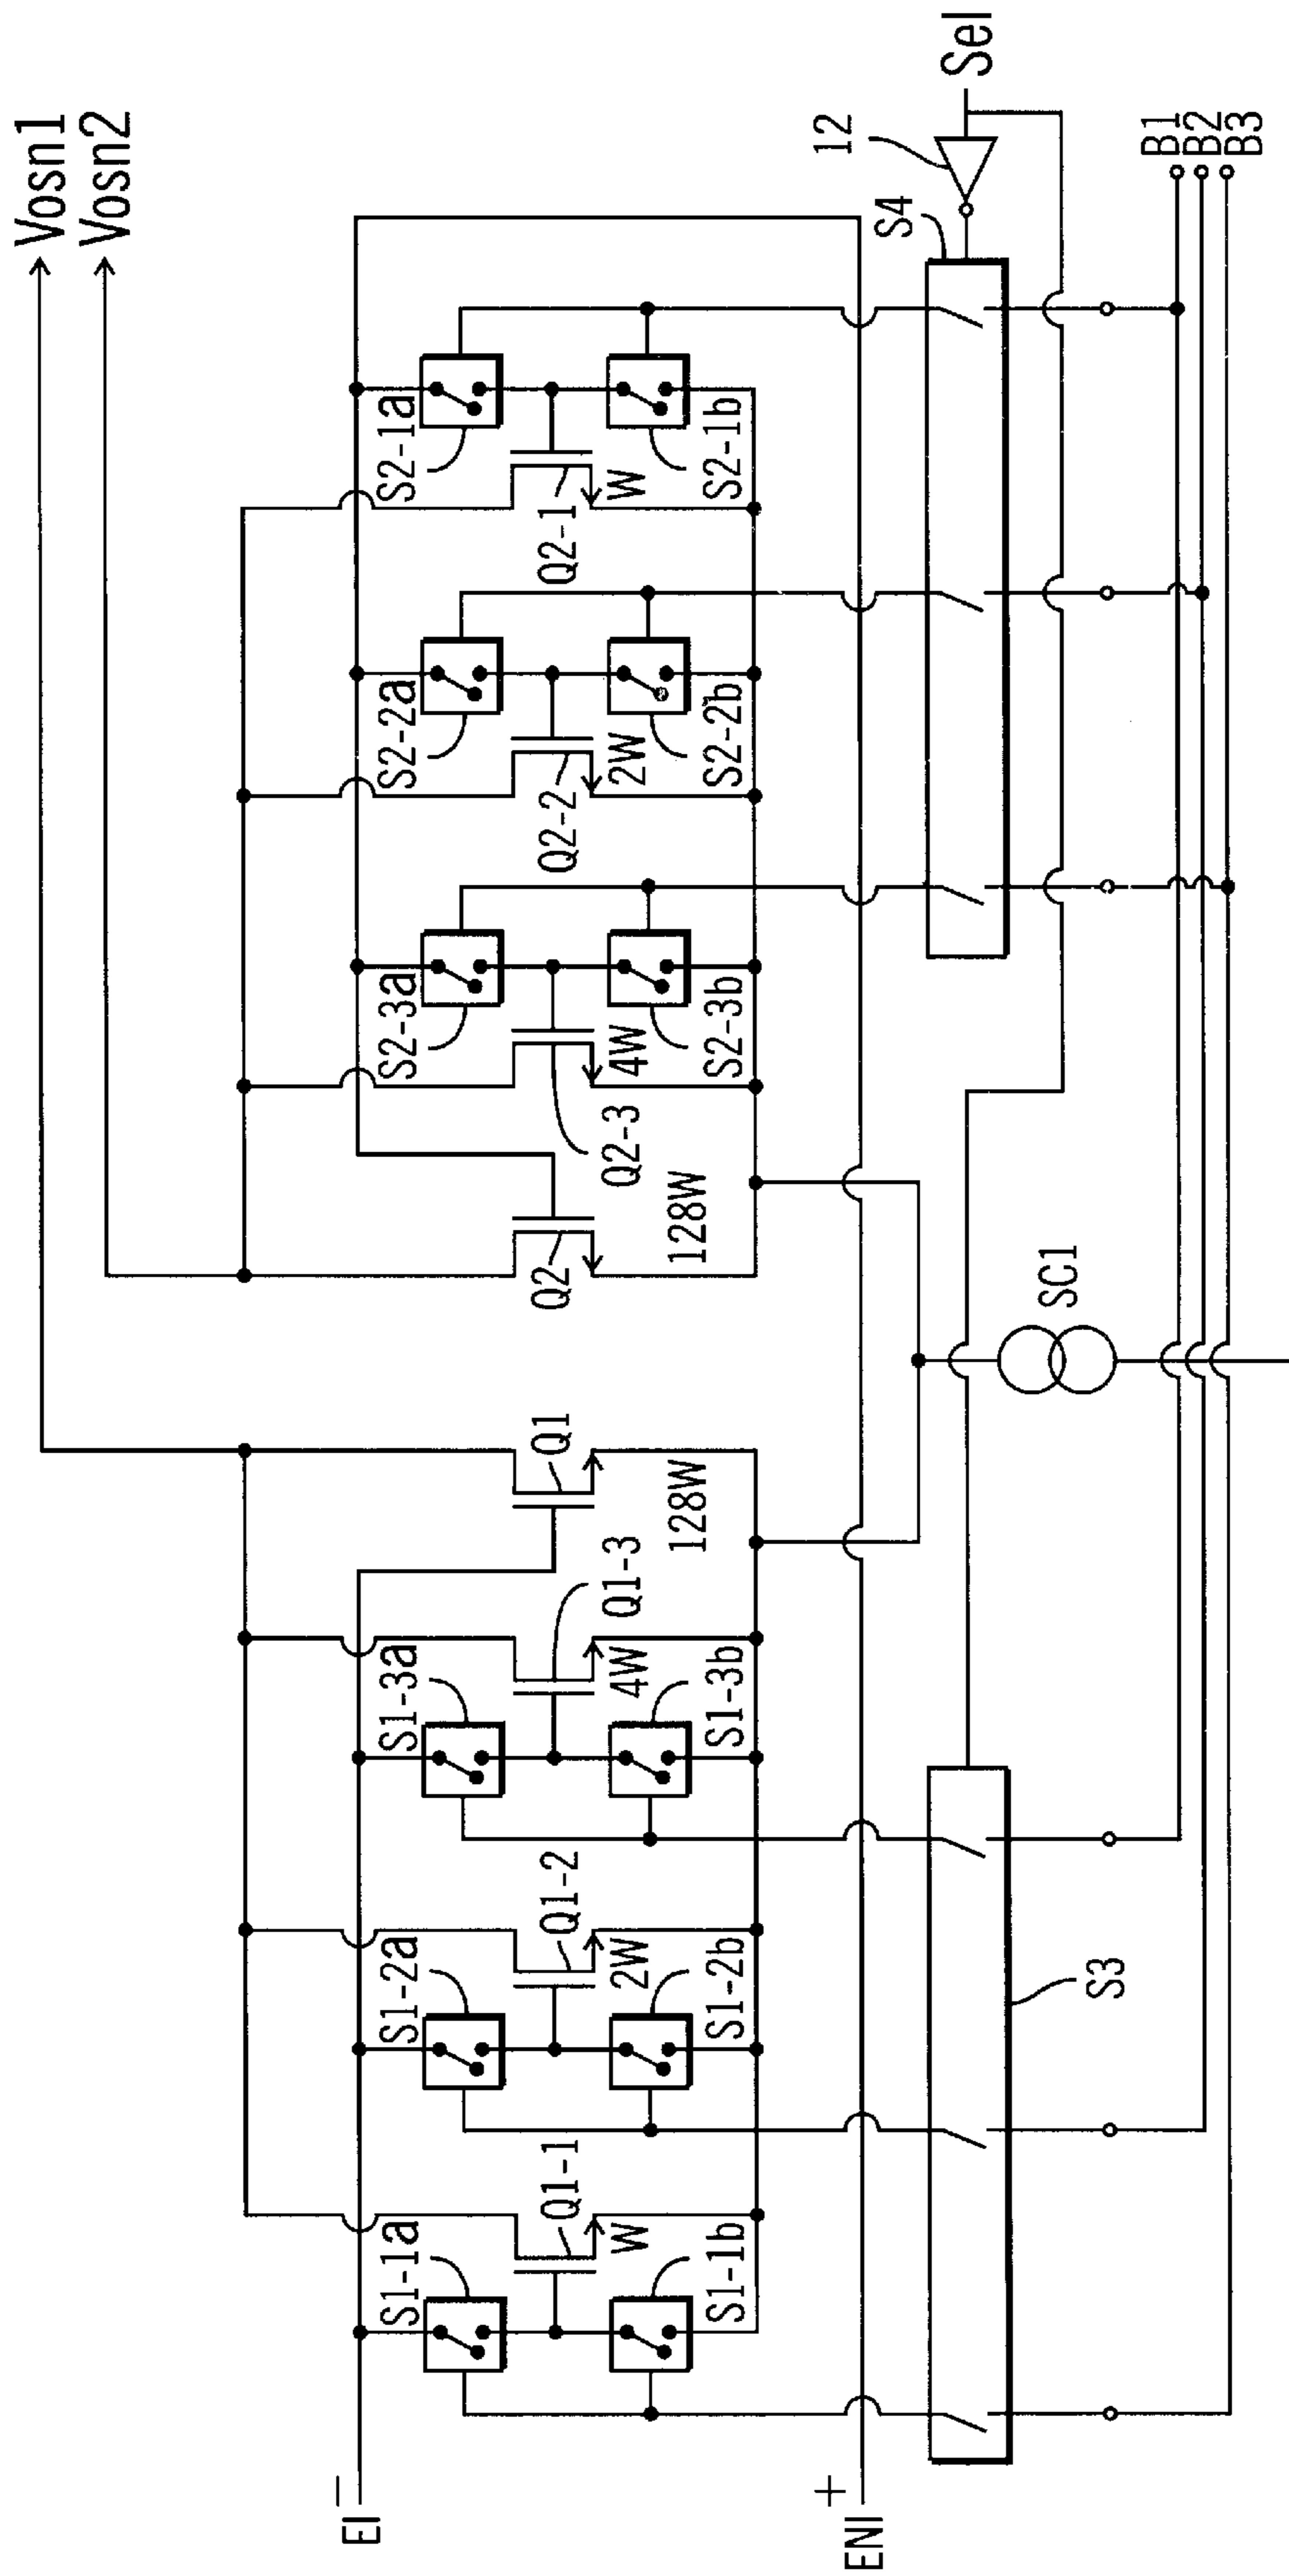 Vosn1
Vosn2
EI
−
ENI
+
S1-1a
S1-2a
S1-3a
S2-3a
S2-2a
S2-1a
Q1-1
Q1-2
Q1-3
Q1
Q2
Q2-3
Q2-2
Q2-1
W
2W
4W
128W
128W
4W
2W
W
S1-1b
S1-2b
S1-3b
S2-3b
S2-2b
S2-1b
S3
SC1
S4
12
Sel
B1
B2
B3